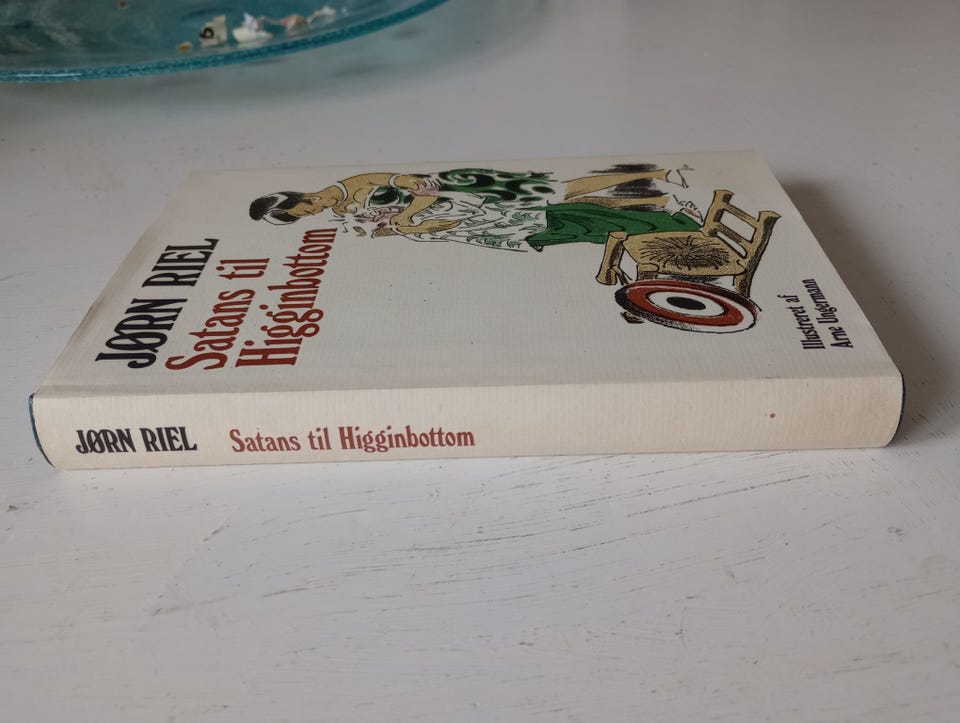 JØRN RIEL
Satans til
Higginbottom
Illustreret af
Arne Ungermann
JØRN RIEL Satans til Higginbottom